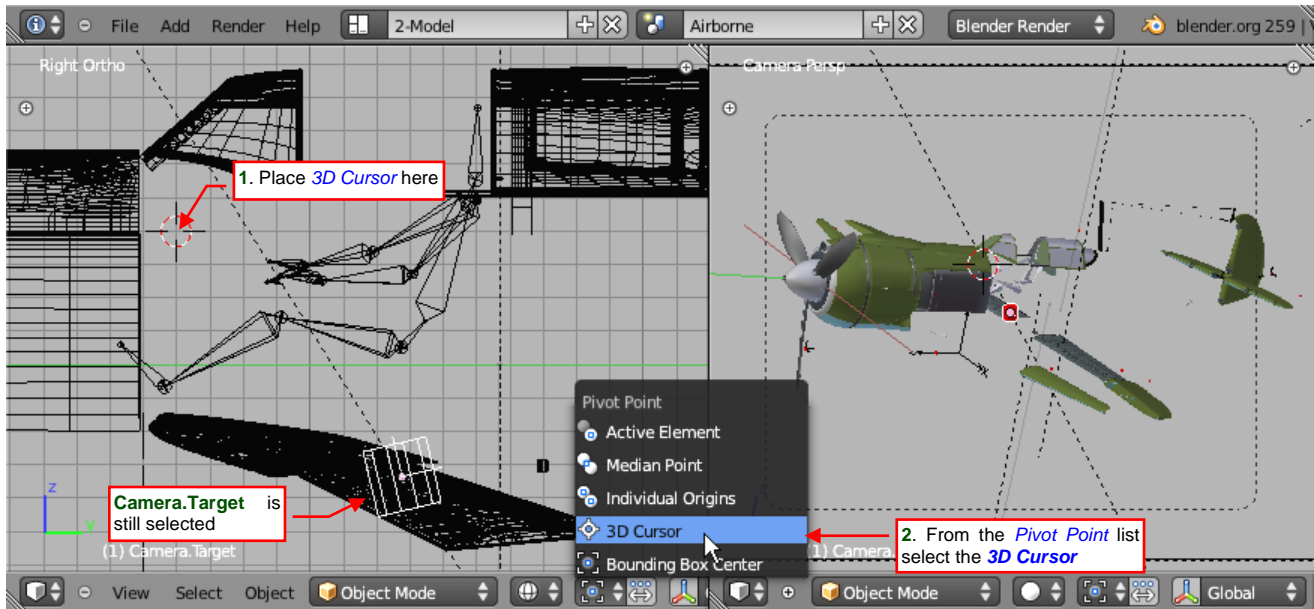 File Add Render Help 2-Model Airborne Blender Render blender.org 259 |
Right Ortho
Camera Persp
1. Place 3D Cursor here
Pivot Point
Active Element
Median Point
Individual Origins
3D Cursor
Bounding Box Center
Camera.Target is
still selected
2. From the Pivot Point list
select the 3D Cursor
z
y
(1) Camera.Target
(1) Camera.
View Select Object Object Mode
Object Mode Global